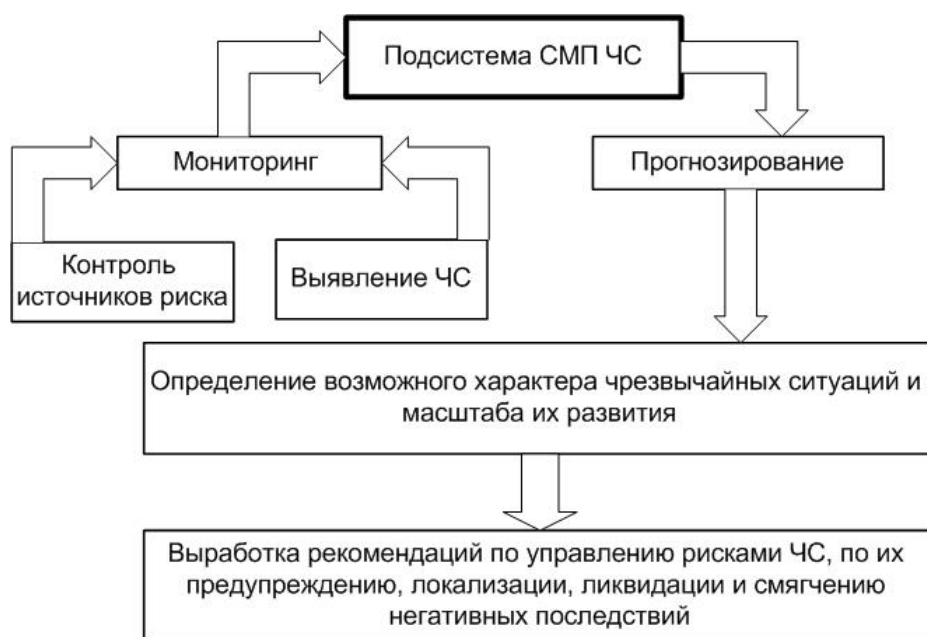 Подсистема СМП ЧС
Мониторинг
Прогнозирование
Контроль
источников риска
Выявление ЧС
Определение возможного характера чрезвычайных ситуаций и
масштаба их развития
Выработка рекомендаций по управлению рисками ЧС, по их
предупреждению, локализации, ликвидации и смягчению
негативных последствий